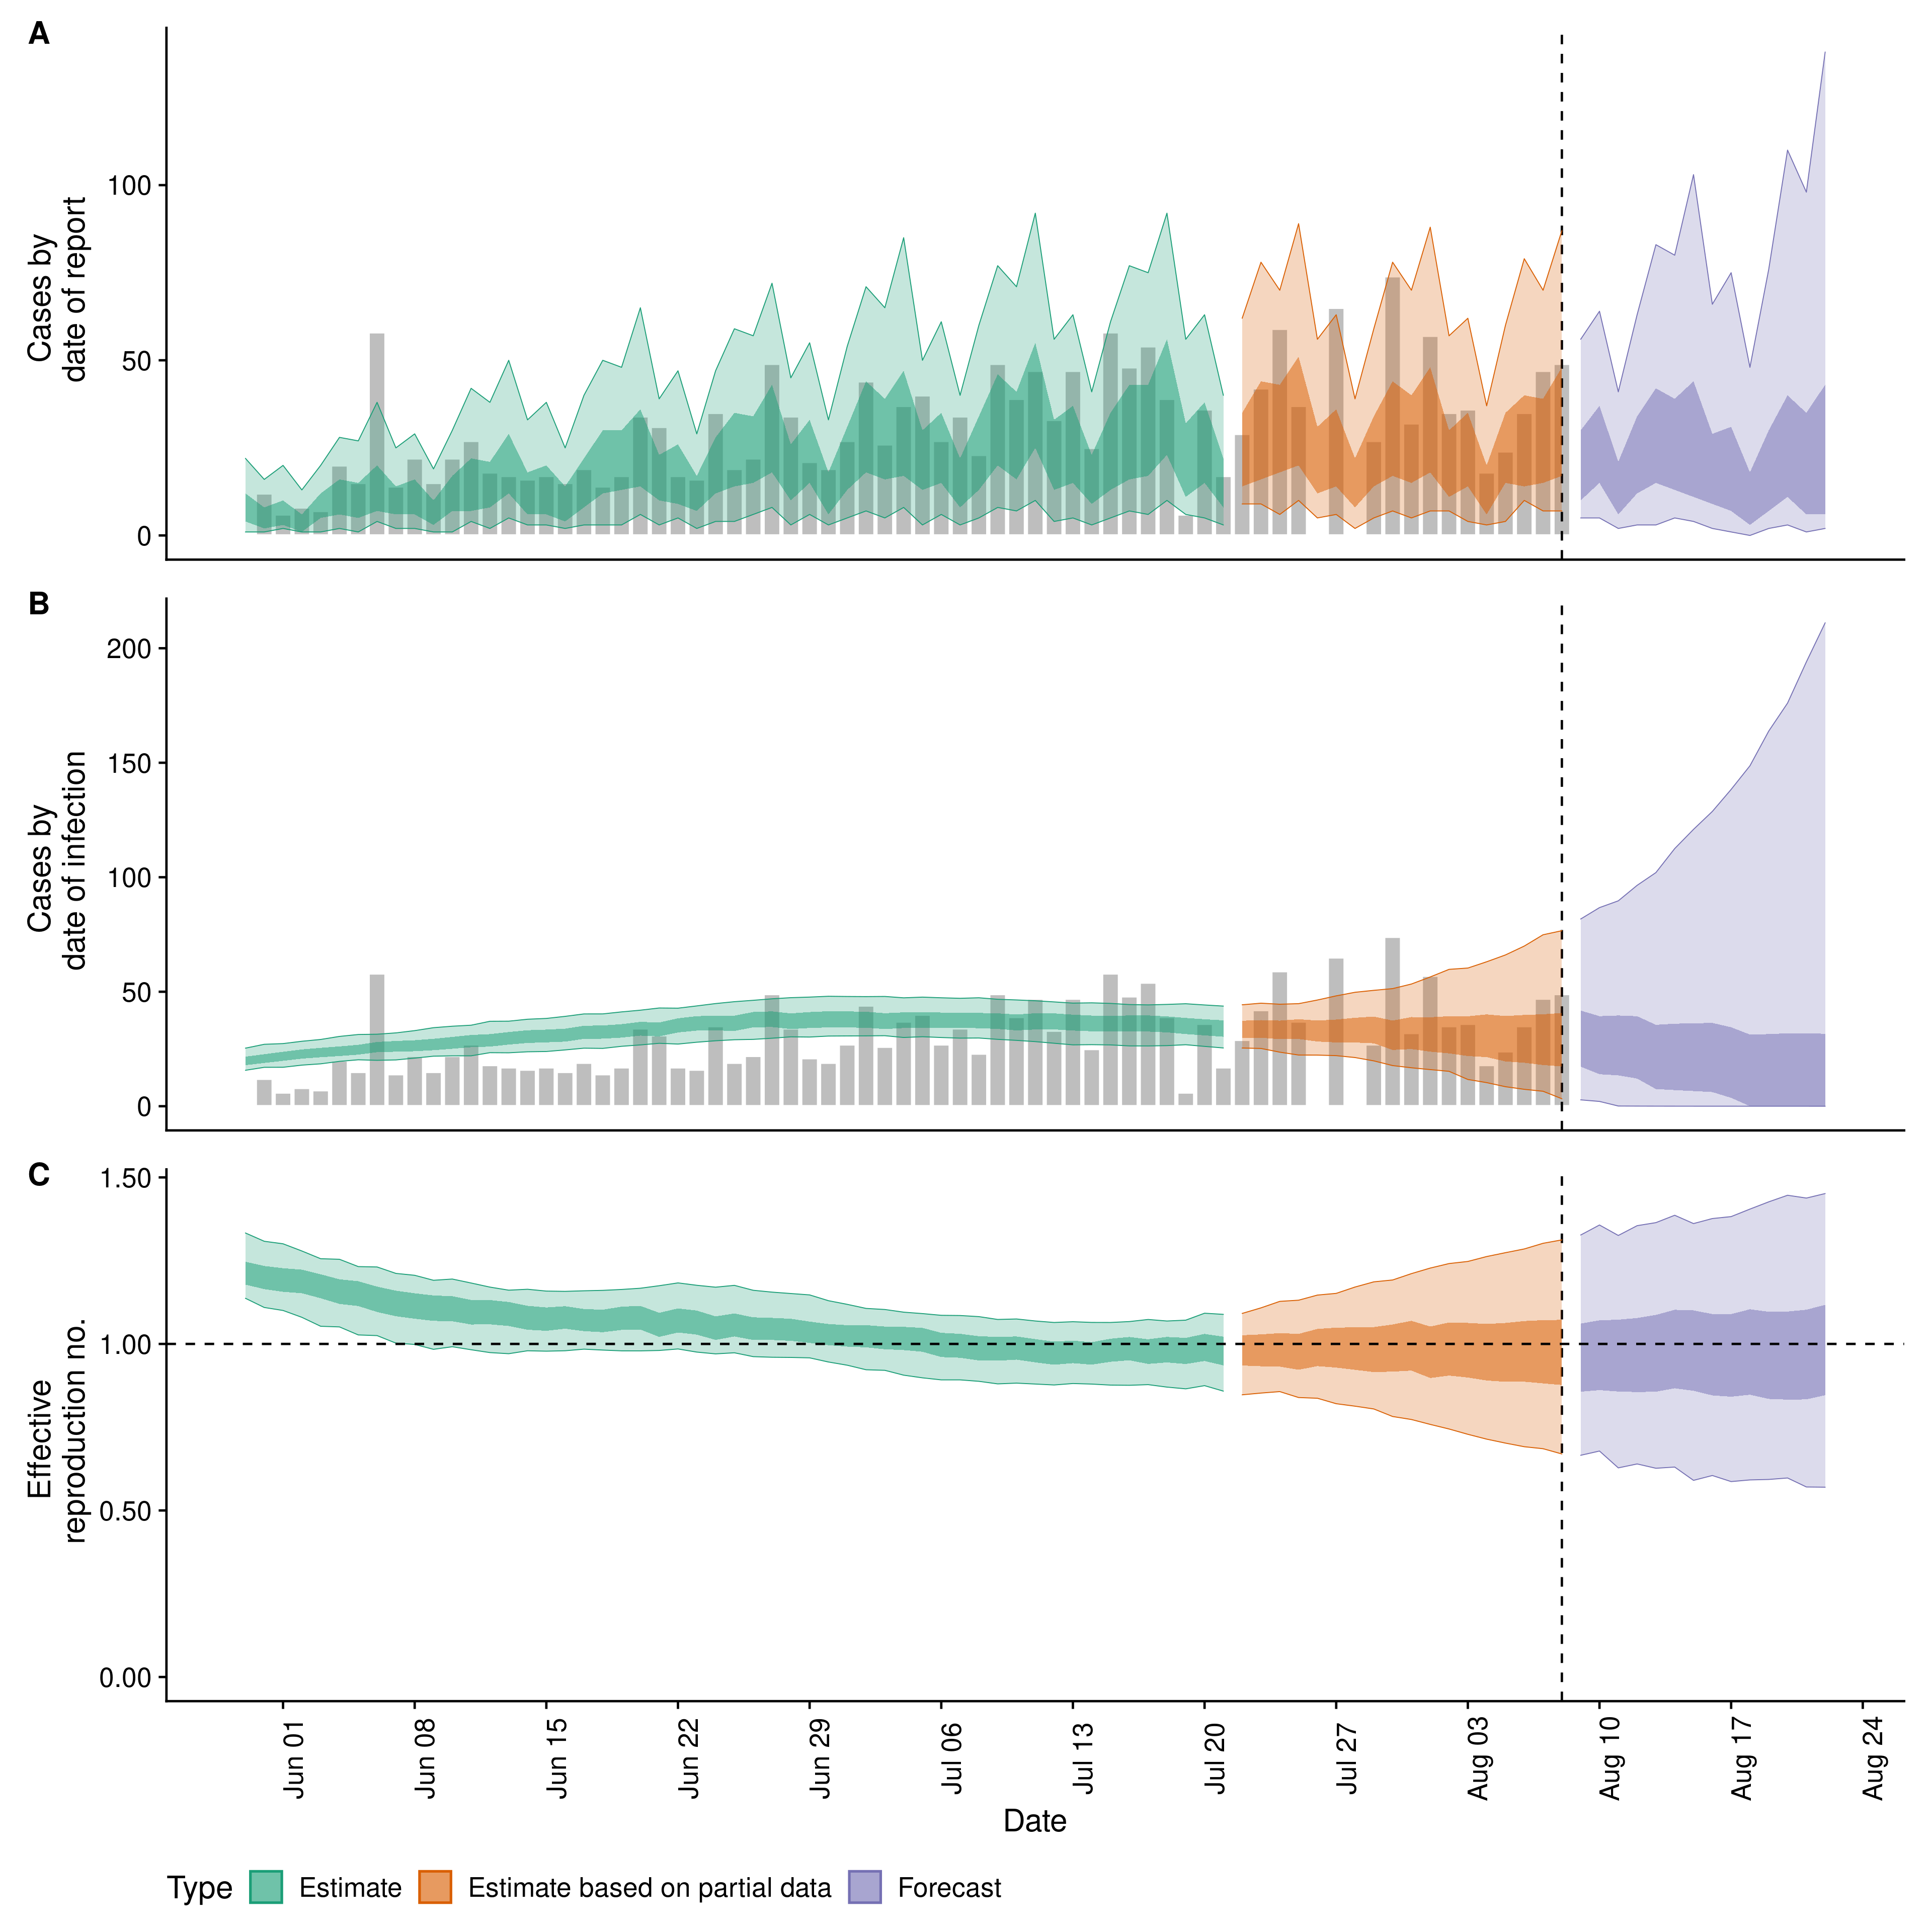 A
Cases by
date of report
100
50
0
B
Cases by
date of infection
200
150
100
50
0
C
Effective
reproduction no.
1.50
1.00
0.50
0.00
Jun 01
Jun 08
Jun 15
Jun 22
Jun 29
Jul 06
Jul 13
Jul 20
Jul 27
Aug 03
Aug 10
Aug 17
Aug 24
Date
Type Estimate Estimate based on partial data Forecast